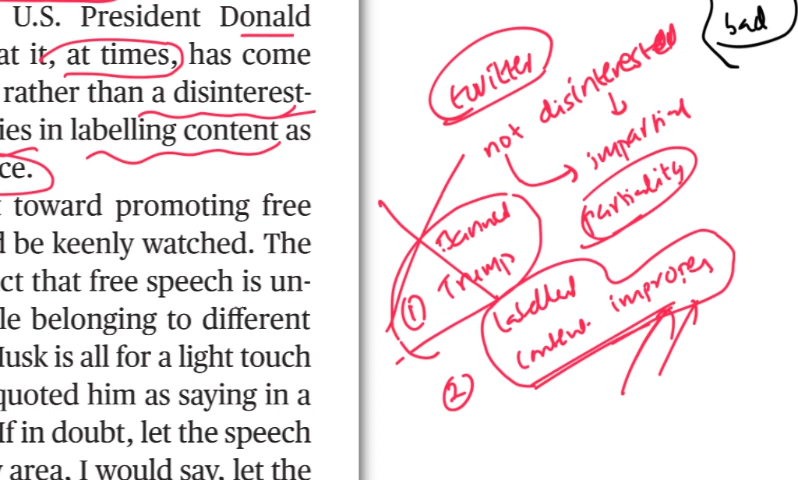 U.S. President Donald
at it, at times, has come
rather than a disinterest-
ies in labelling content as
ce.
t toward promoting free
d be keenly watched. The
ct that free speech is un-
le belonging to different
Musk is all for a light touch
quoted him as saying in a
If in doubt, let the speech
y area, I would say, let the
bad
twitter
not disinterested
impartial
partiality
Banned
① Trump
labelled
content improres
②